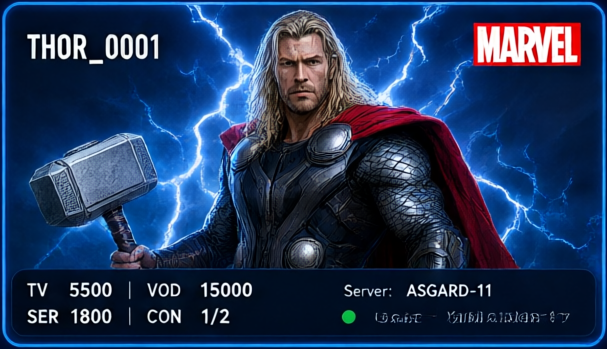 THOR_0001
MARVEL
TV 5500 | VOD 15000
SER 1800 | CON 1/2
Server: ASGARD-11